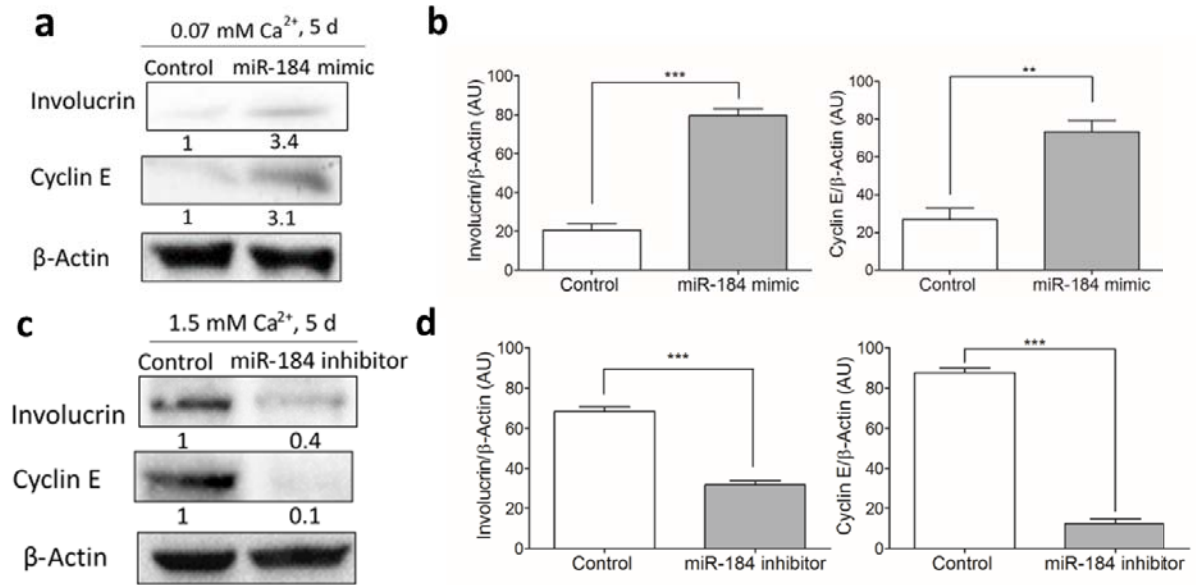 a
0.07 mM Ca²⁺, 5 d
Control miR-184 mimic
Involucrin
1 3.4
Cyclin E
1 3.1
β-Actin
b
Involucrin/β-Actin (AU)
100
80
60
40
20
0
***
Control miR-184 mimic
Cyclin E/β-Actin (AU)
100
80
60
40
20
0
**
Control miR-184 mimic
c
1.5 mM Ca²⁺, 5 d
Control miR-184 inhibitor
Involucrin
1 0.4
Cyclin E
1 0.1
β-Actin
d
Involucrin/β-Actin (AU)
100
80
60
40
20
0
***
Control miR-184 inhibitor
Cyclin E/β-Actin (AU)
100
80
60
40
20
0
***
Control miR-184 inhibitor